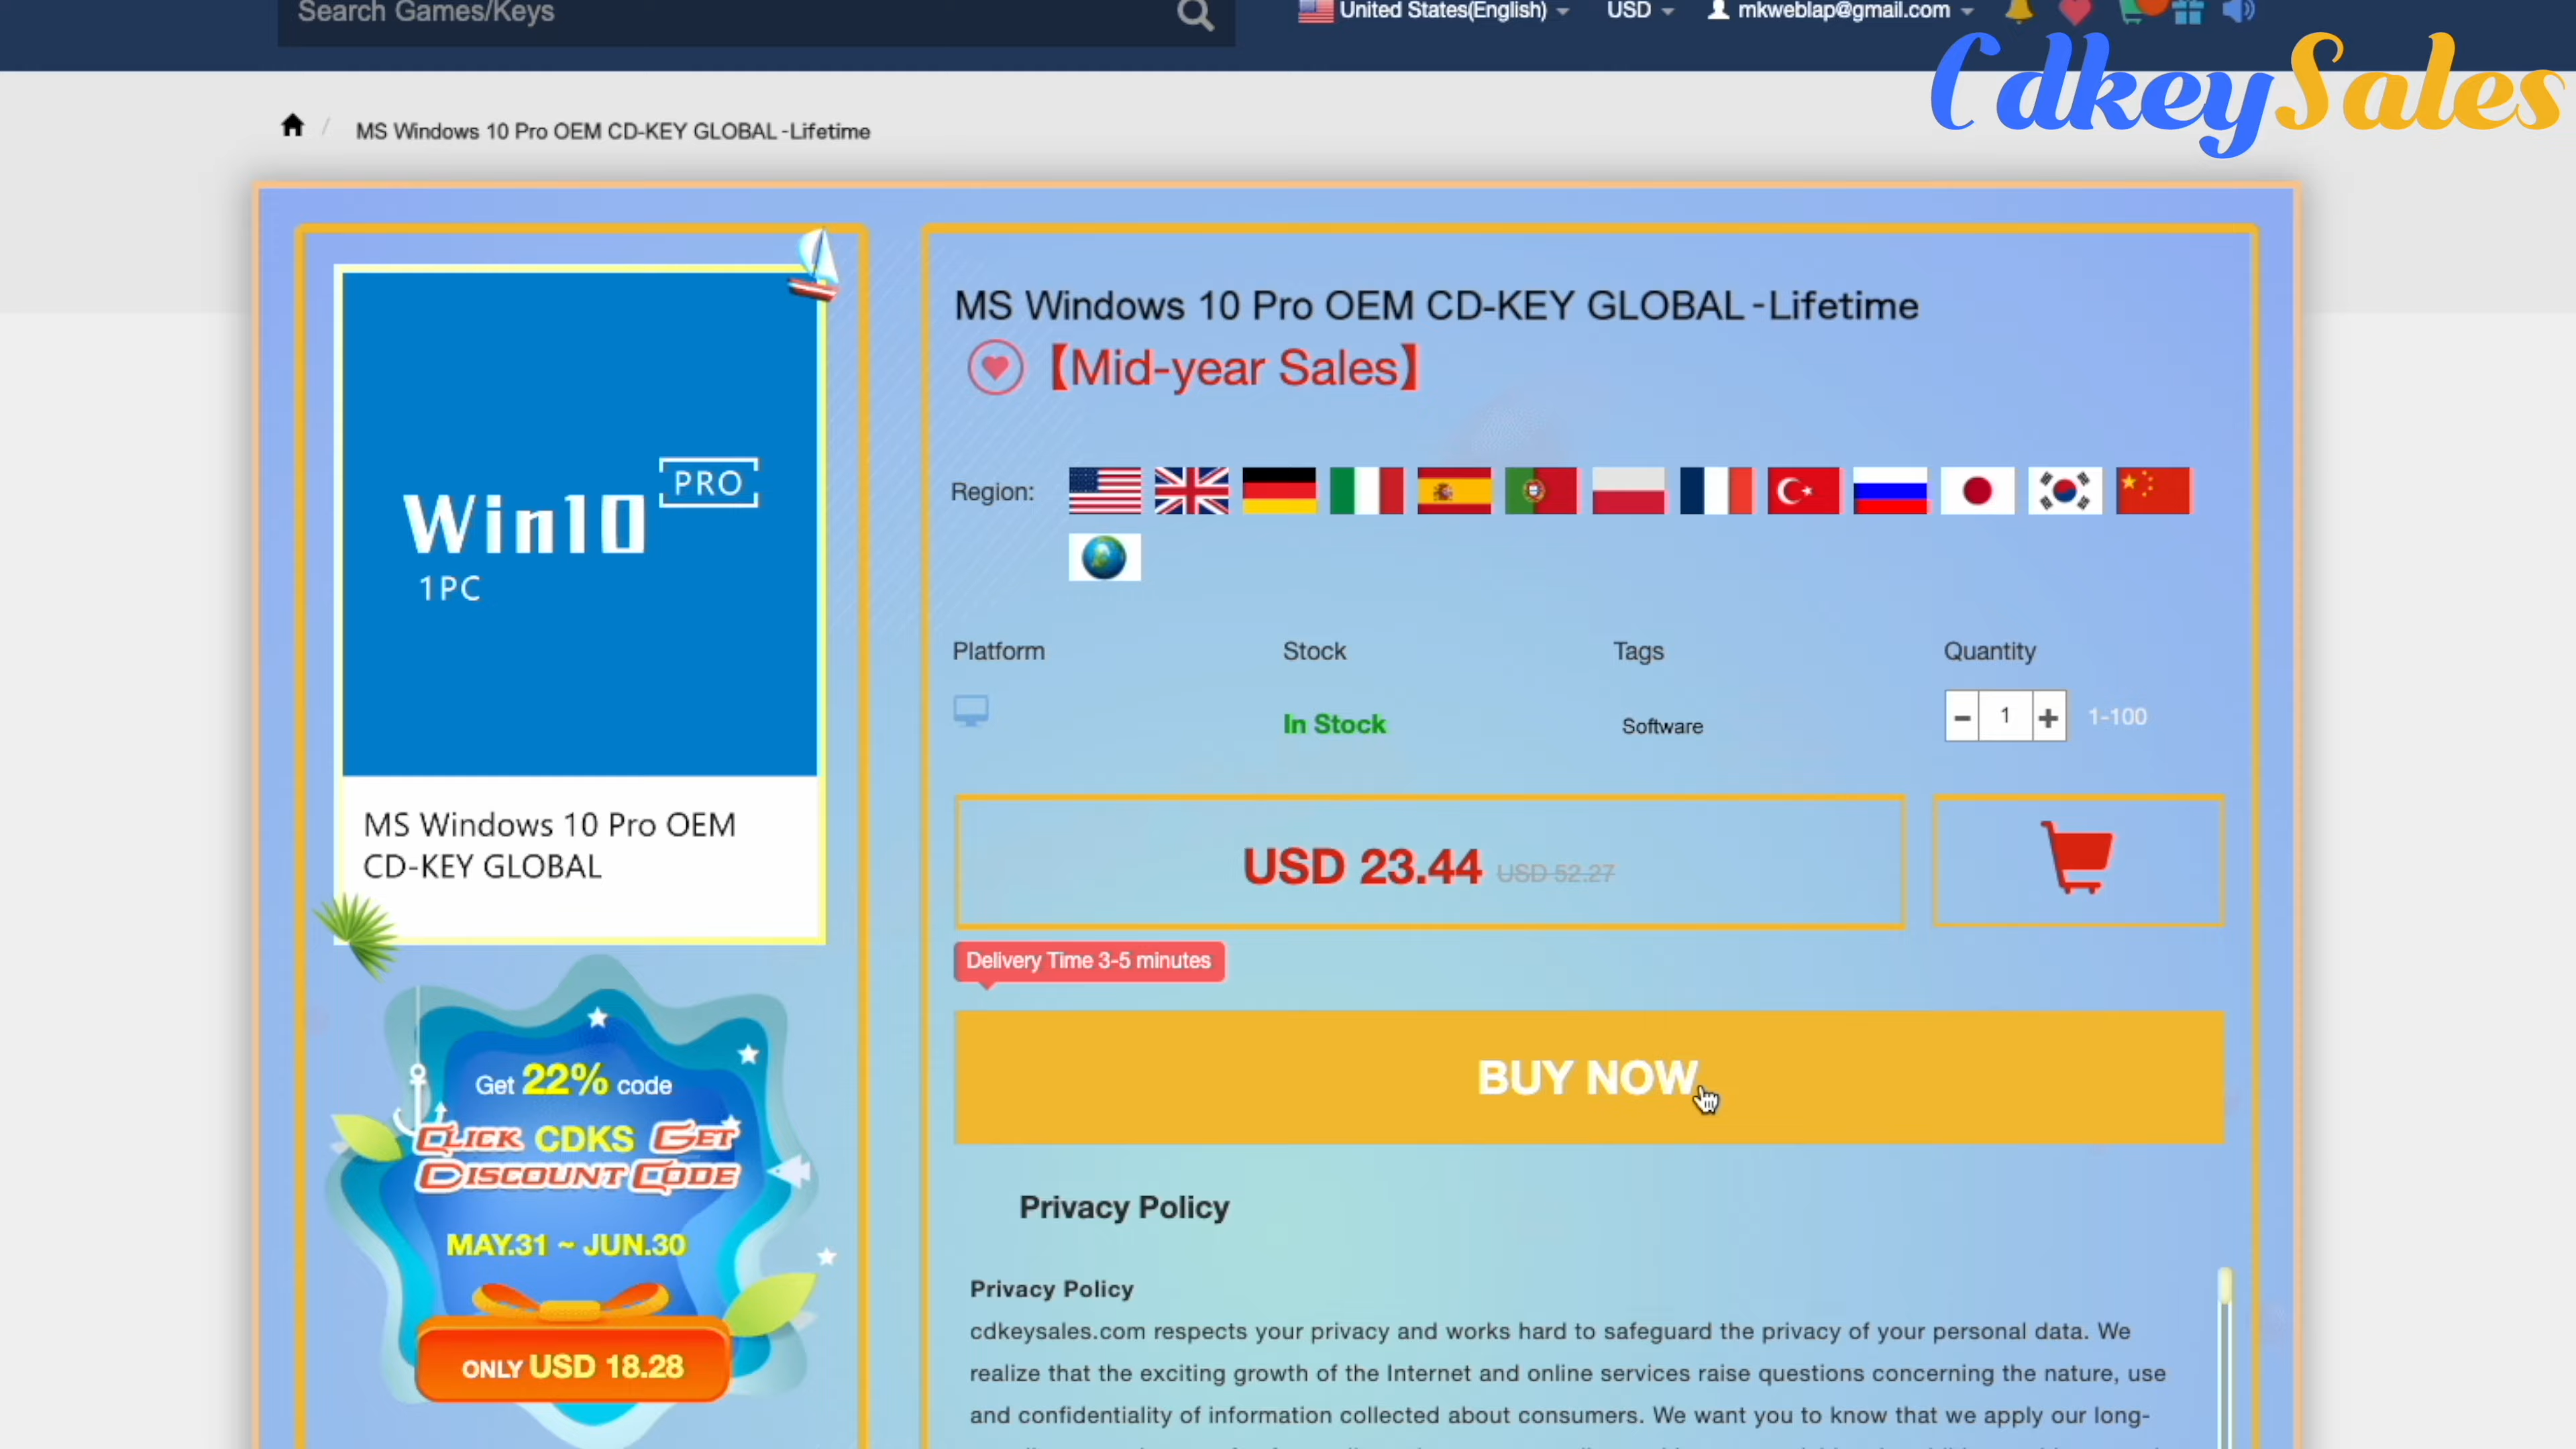 Search Games/Keys
United States(English)
USD
mkweblap@gmail.com
CdkeySales
/ MS Windows 10 Pro OEM CD-KEY GLOBAL -Lifetime
Win10 PRO
1PC
MS Windows 10 Pro OEM
CD-KEY GLOBAL
Get 22% code
CLICK CDKS GET
DISCOUNT CODE
MAY.31 ~ JUN.30
ONLY USD 18.28
MS Windows 10 Pro OEM CD-KEY GLOBAL -Lifetime
【Mid-year Sales】
Region:
Platform
Stock
Tags
Quantity
In Stock
Software
- 1 + 1-100
USD 23.44 USD 52.27
Delivery Time 3-5 minutes
BUY NOW
Privacy Policy
Privacy Policy
cdkeysales.com respects your privacy and works hard to safeguard the privacy of your personal data. We
realize that the exciting growth of the Internet and online services raise questions concerning the nature, use
and confidentiality of information collected about consumers. We want you to know that we apply our long-